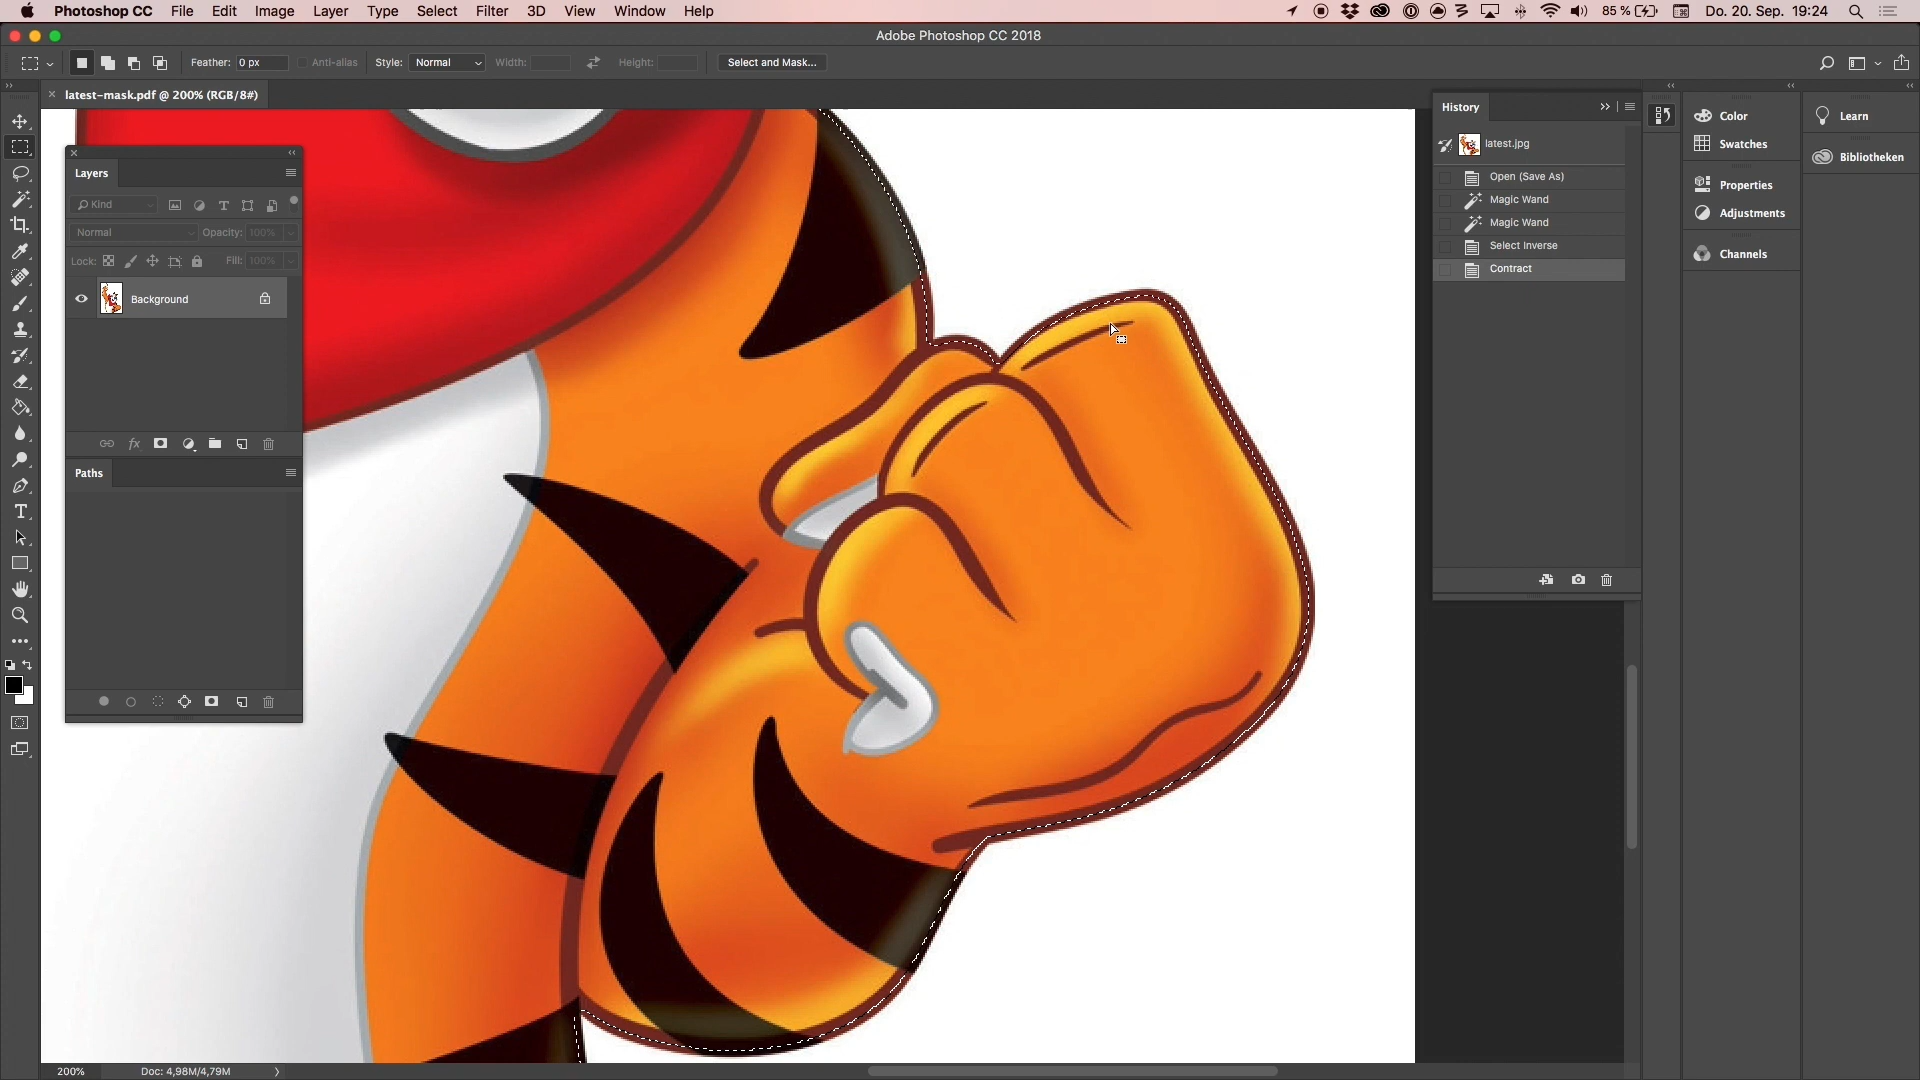 Photoshop CC File Edit Image Layer Type Select Filter 3D View Window Help 85 % Do. 20. Sep. 19:24
Adobe Photoshop CC 2018
Feather: 0 px Anti-alias Style: Normal Width: Height: Select and Mask...
latest-mask.pdf @ 200% (RGB/8#)
Layers
Kind
Normal Opacity: 100%
Lock: Fill: 100%
Background
fx
Paths
History
latest.jpg
Open (Save As)
Magic Wand
Magic Wand
Select Inverse
Contract
Color
Swatches
Properties
Adjustments
Channels
Learn
Bibliotheken
200% Doc: 4,98M/4,79M